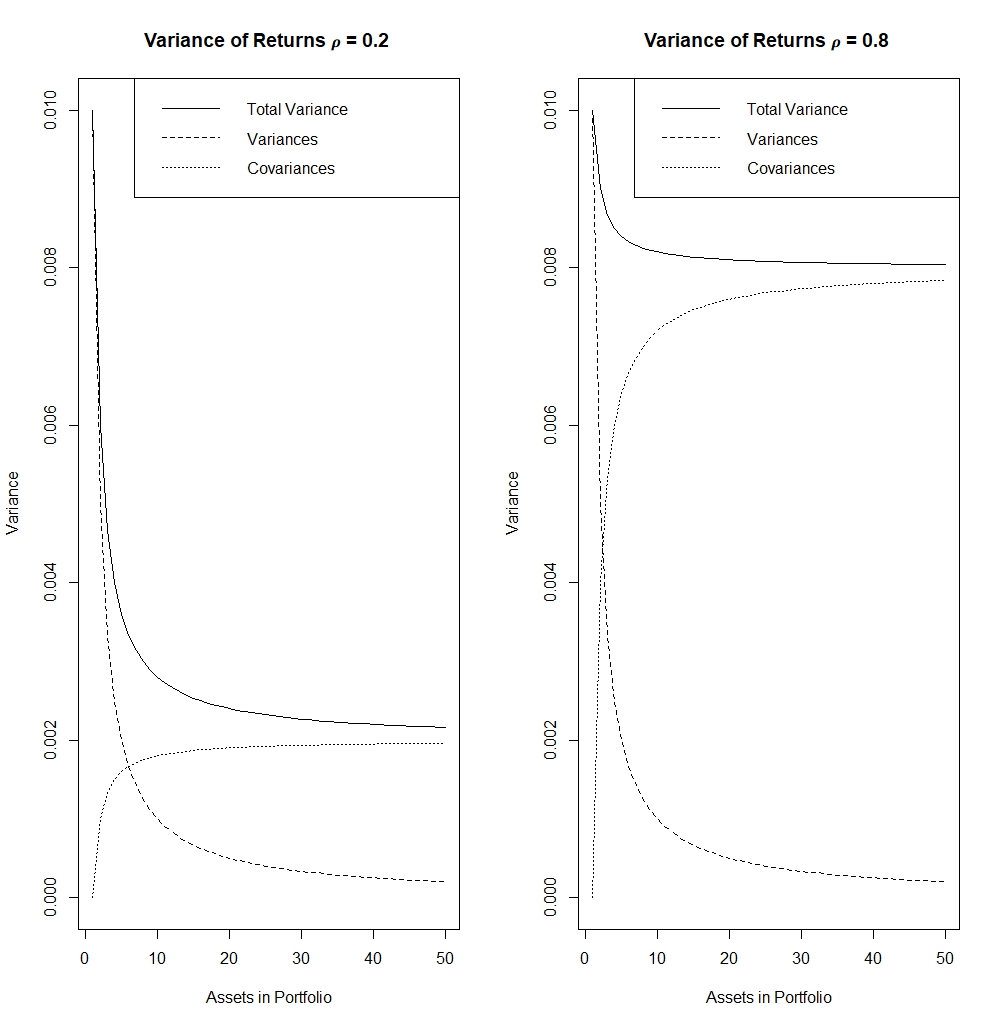 Variance of Returns ρ = 0.2
Total Variance
Variances
Covariances
0.010
0.008
0.006
0.004
0.002
0.000
Variance
0 10 20 30 40 50
Assets in Portfolio
Variance of Returns ρ = 0.8
Total Variance
Variances
Covariances
0.010
0.008
0.006
0.004
0.002
0.000
Variance
0 10 20 30 40 50
Assets in Portfolio